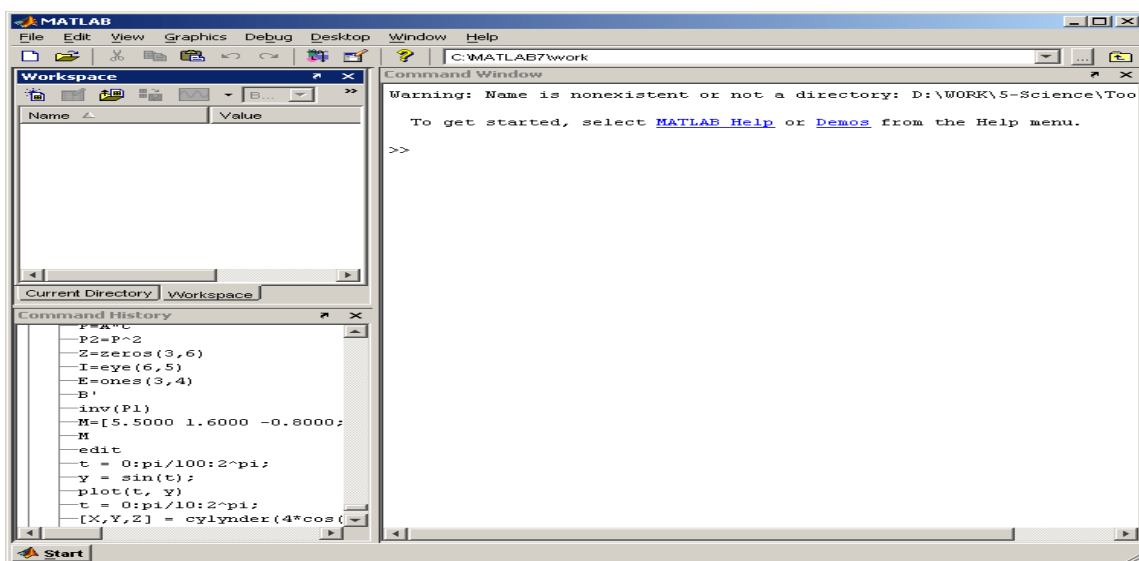 MATLAB
File Edit View Graphics Debug Desktop Window Help
C:\MATLAB7\work
...
Workspace
B...
Name Value
Current Directory Workspace
Command History
P2=P^2
Z=zeros(3,6)
I=eye(6,5)
E=ones(3,4)
B'
inv(P1)
M=[5.5000 1.6000 -0.8000;
M
edit
t = 0:pi/100:2^pi;
y = sin(t);
plot(t, y)
t = 0:pi/10:2^pi;
[X,Y,Z] = cylynder(4*cos(
Command Window
Warning: Name is nonexistent or not a directory: D:\WORK\5-Science\Too
To get started, select MATLAB Help or Demos from the Help menu.
>>
Start